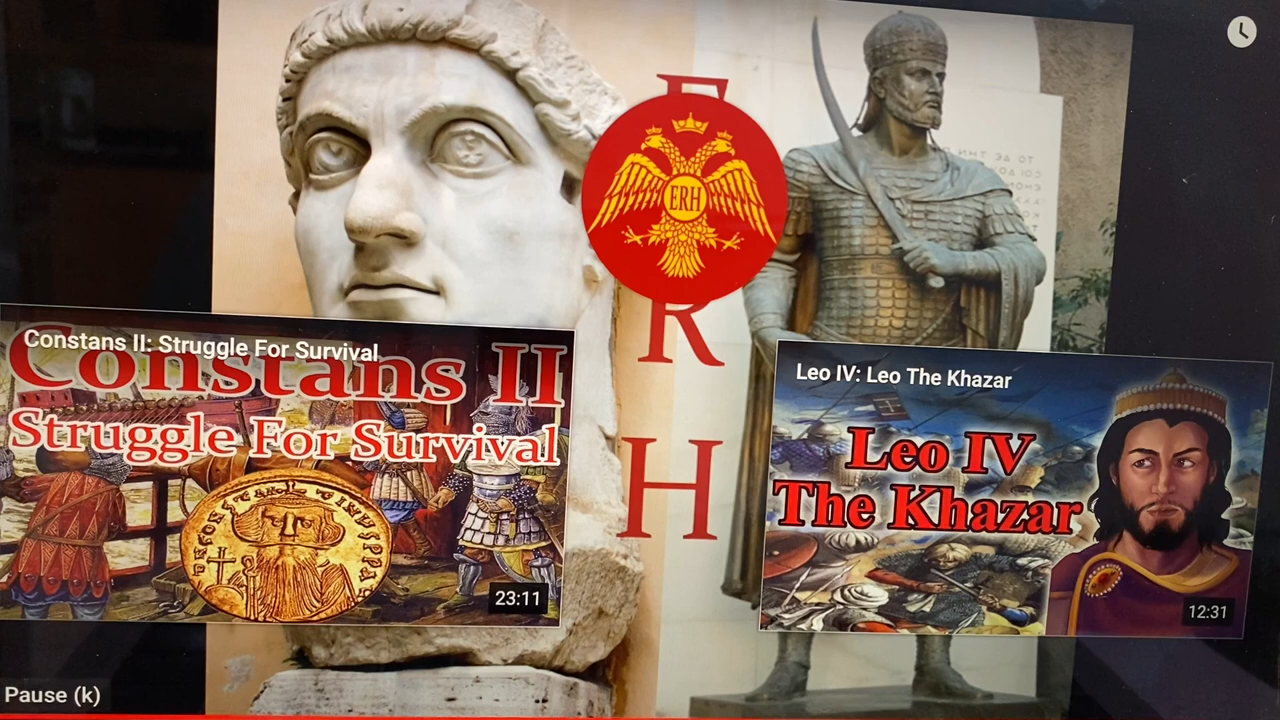 E
ERH
R
H
Constans II: Struggle For Survival
Constans II
Struggle For Survival
23:11
Leo IV: Leo The Khazar
Leo IV
The Khazar
12:31
Pause (k)